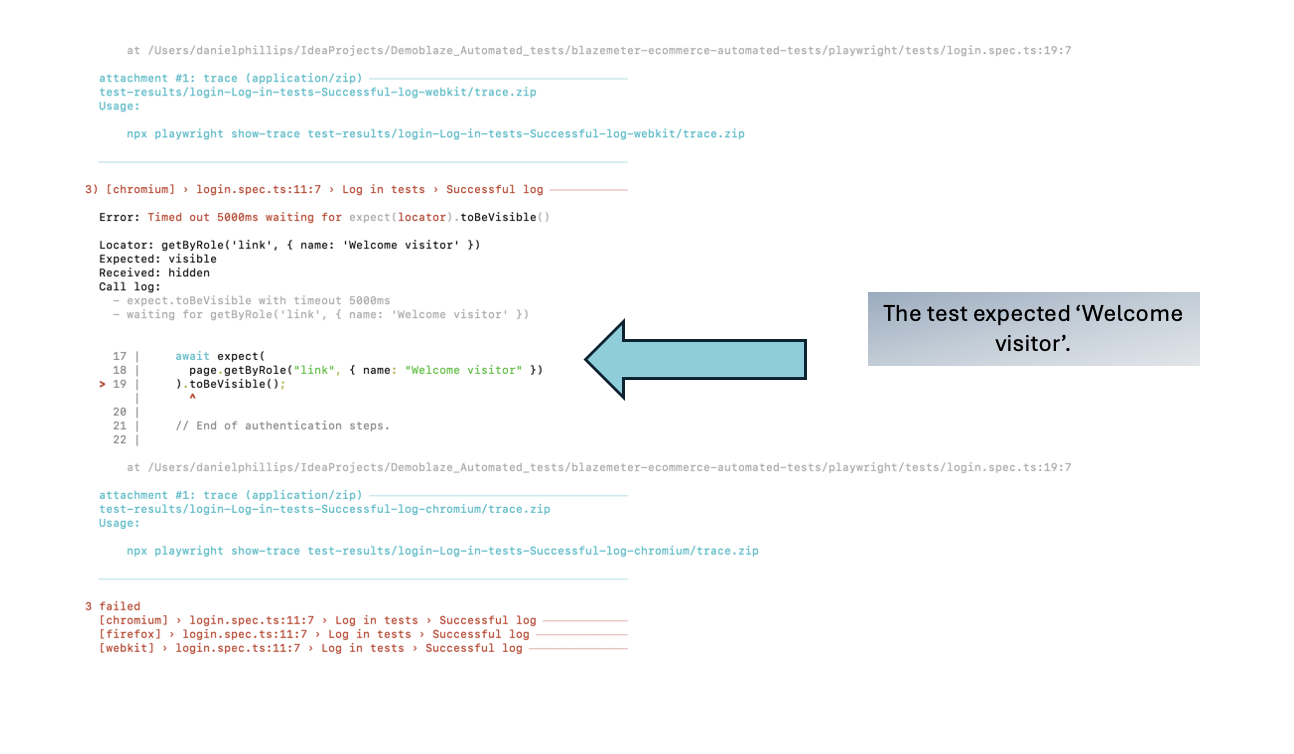 at /Users/danielphillips/IdeaProjects/Demoblaze_Automated_tests/blazemeter-ecommerce-automated-tests/playwright/tests/login.spec.ts:19:7
attachment #1: trace (application/zip) ────────────────────────────────────
test-results/login-Log-in-tests-Successful-log-webkit/trace.zip
Usage:
npx playwright show-trace test-results/login-Log-in-tests-Successful-log-webkit/trace.zip
3) [chromium] › login.spec.ts:11:7 › Log in tests › Successful log ───────────
Error: Timed out 5000ms waiting for expect(locator).toBeVisible()
Locator: getByRole('link', { name: 'Welcome visitor' })
Expected: visible
Received: hidden
Call log:
– expect.toBeVisible with timeout 5000ms
– waiting for getByRole('link', { name: 'Welcome visitor' })
17 | await expect(
18 | page.getByRole("link", { name: "Welcome visitor" })
> 19 | ).toBeVisible();
| ^
20 |
21 | // End of authentication steps.
22 |
at /Users/danielphillips/IdeaProjects/Demoblaze_Automated_tests/blazemeter-ecommerce-automated-tests/playwright/tests/login.spec.ts:19:7
attachment #1: trace (application/zip) ────────────────────────────────────
test-results/login-Log-in-tests-Successful-log-chromium/trace.zip
Usage:
npx playwright show-trace test-results/login-Log-in-tests-Successful-log-chromium/trace.zip
3 failed
[chromium] › login.spec.ts:11:7 › Log in tests › Successful log ────────────
[firefox] › login.spec.ts:11:7 › Log in tests › Successful log ─────────────
[webkit] › login.spec.ts:11:7 › Log in tests › Successful log ──────────────
The test expected ‘Welcome
visitor’.